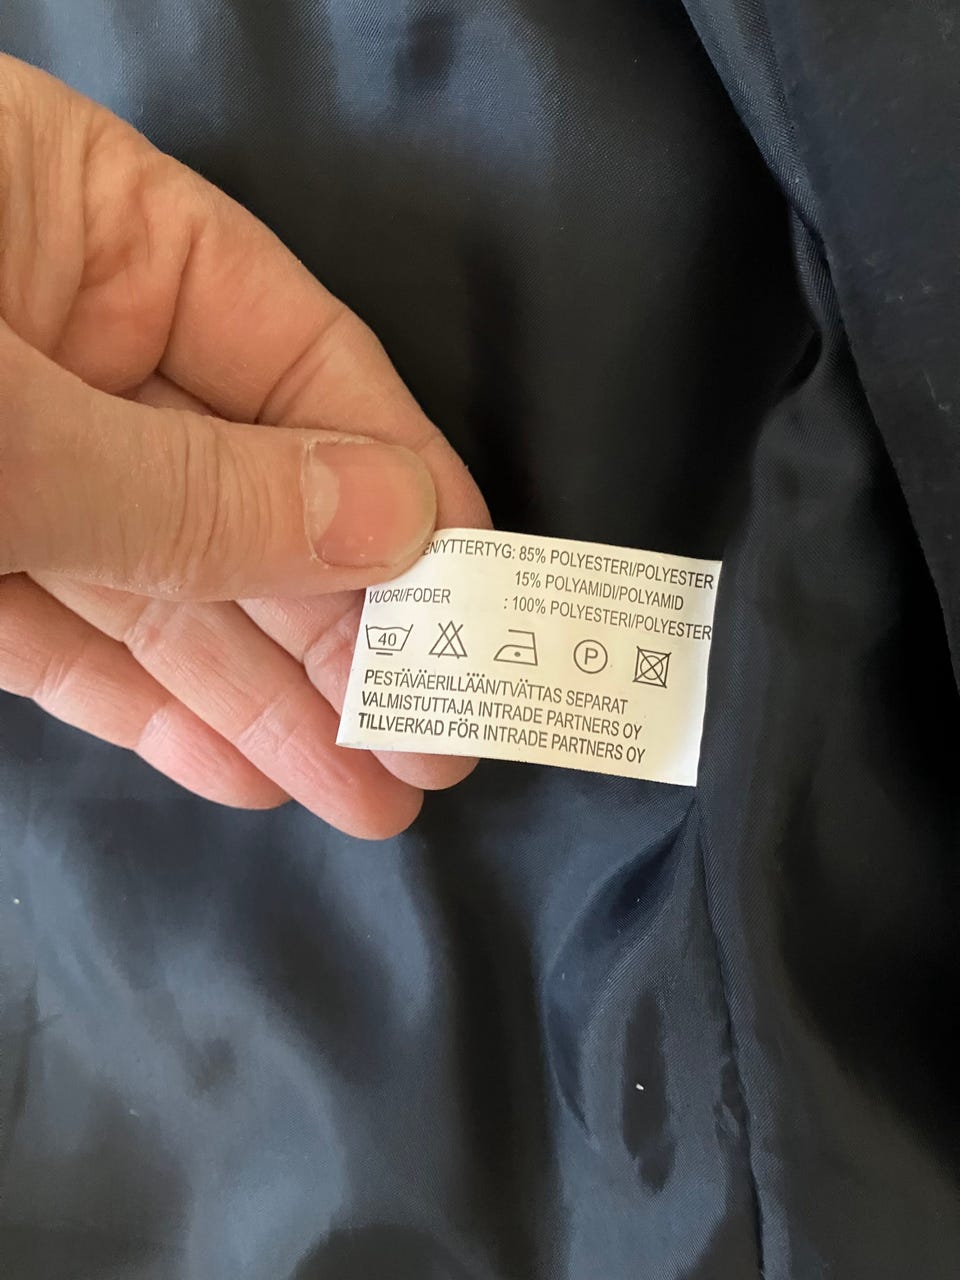 EN/YTTERTYG: 85% POLYESTERI/POLYESTER
15% POLYAMIDI/POLYAMID
VUORI/FODER : 100% POLYESTERI/POLYESTER
40 P
PESTÄVÄERILLÄÄN/TVÄTTAS SEPARAT
VALMISTUTTAJA INTRADE PARTNERS OY
TILLVERKAD FÖR INTRADE PARTNERS OY